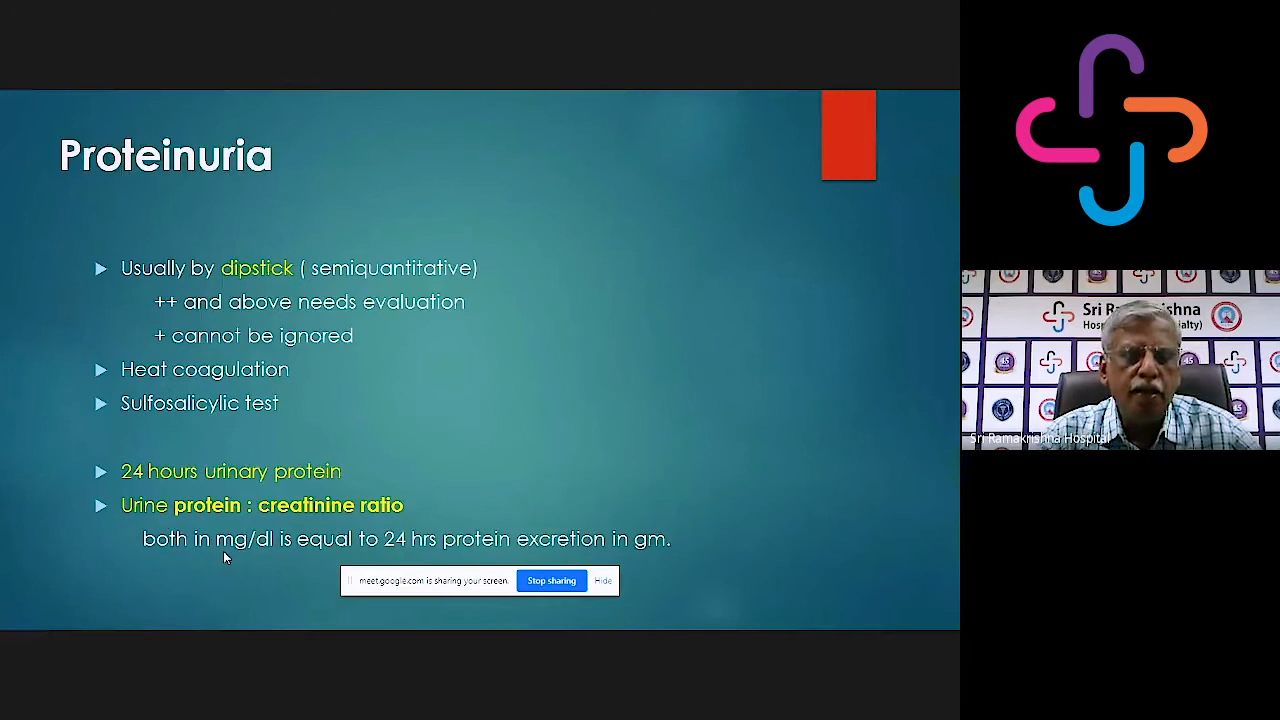 Proteinuria
Usually by dipstick ( semiquantitative)
++ and above needs evaluation
+ cannot be ignored
Heat coagulation
Sulfosalicylic test
24 hours urinary protein
Urine protein : creatinine ratio
both in mg/dl is equal to 24 hrs protein excretion in gm.
meet.google.com is sharing your screen.
Stop sharing
Hide
Sri Ramakrishna Hospital